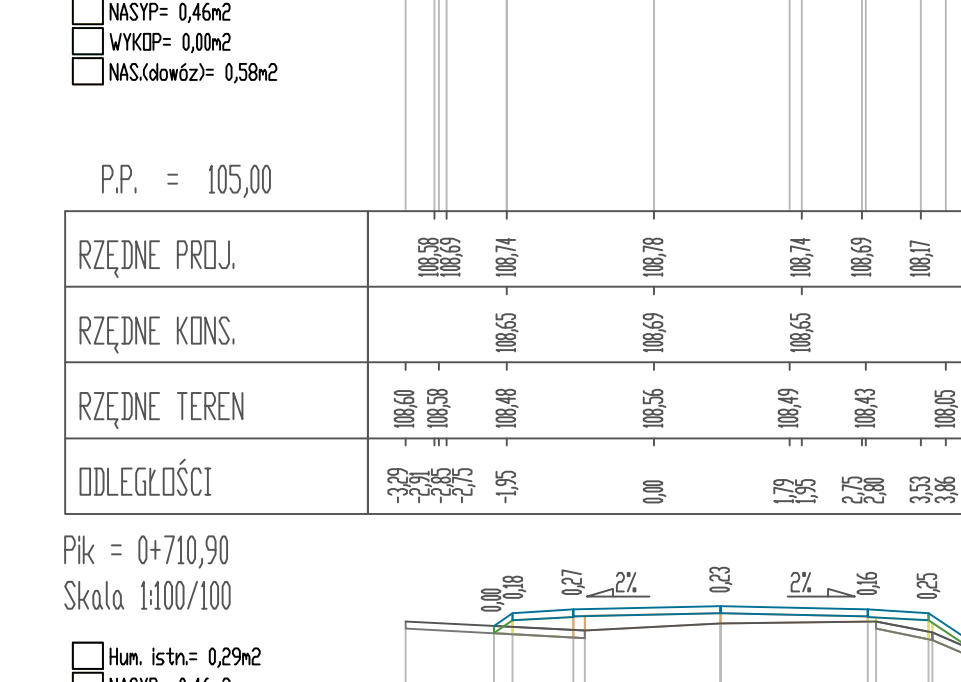 NASYP= 0,46m2
WYKOP= 0,00m2
NAS.(dowóz)= 0,58m2
P.P. = 105,00
RZĘDNE PROJ. 108,58 108,69 108,74 108,78 108,74 108,69 108,17
RZĘDNE KONS. 108,65 108,69 108,65
RZĘDNE TEREN 108,60 108,58 108,48 108,56 108,49 108,43 108,05
ODLEGŁOŚCI -3,29 -2,91 -2,85 -2,75 -1,95 0,00 1,79 1,95 2,75 2,80 3,53 3,86
Pik = 0+710,90
Skala 1:100/100
0,00 0,18 0,27 2% 0,23 2% 0,16 0,25
Hum. istn.= 0,29m2